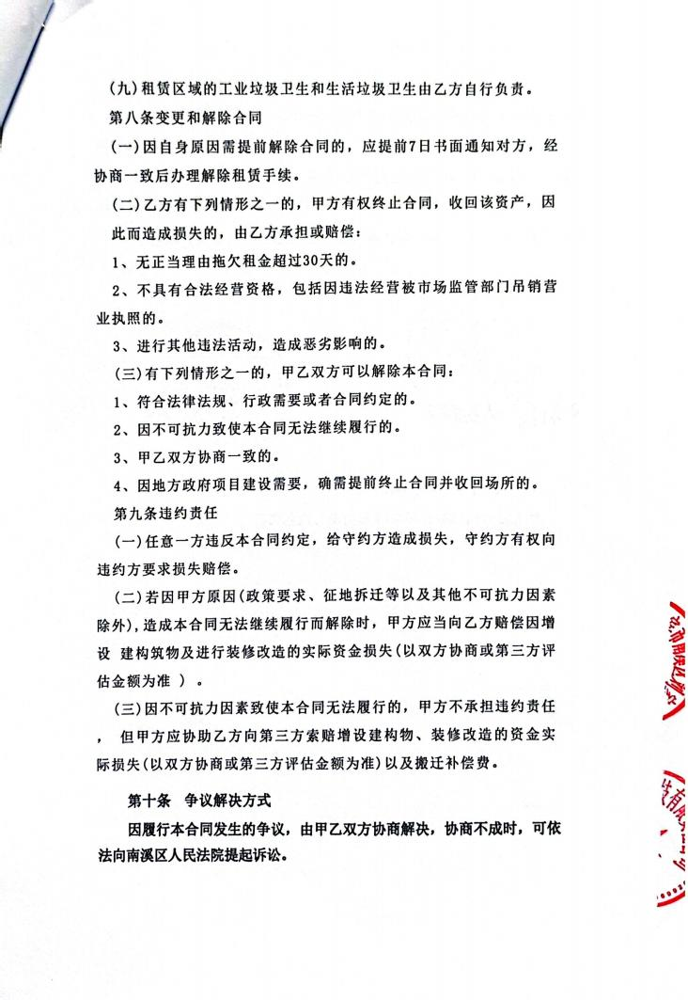 (九)租赁区域的工业垃圾卫生和生活垃圾卫生由乙方自行负责。
第八条变更和解除合同
(一)因自身原因需提前解除合同的，应提前7日书面通知对方，经
协商一致后办理解除租赁手续。
(二)乙方有下列情形之一的，甲方有权终止合同，收回该资产，因
此而造成损失的，由乙方承担或赔偿：
1、无正当理由拖欠租金超过30天的。
2、不具有合法经营资格，包括因违法经营被市场监管部门吊销营
业执照的。
3、进行其他违法活动，造成恶劣影响的。
(三)有下列情形之一的，甲乙双方可以解除本合同：
1、符合法律法规、行政需要或者合同约定的。
2、因不可抗力致使本合同无法继续履行的。
3、甲乙双方协商一致的。
4、因地方政府项目建设需要，确需提前终止合同并收回场所的。
第九条违约责任
(一)任意一方违反本合同约定，给守约方造成损失，守约方有权向
违约方要求损失赔偿。
(二)若因甲方原因(政策要求、征地拆迁等以及其他不可抗力因素
除外),造成本合同无法继续履行而解除时，甲方应当向乙方赔偿因增
设 建构筑物及进行装修改造的实际资金损失(以双方协商或第三方评
估金额为准 ) 。
(三)因不可抗力因素致使本合同无法履行的，甲方不承担违约责任
， 但甲方应协助乙方向第三方索赔增设建构物、装修改造的资金实
际损失(以双方协商或第三方评估金额为准)以及搬迁补偿费。
第十条 争议解决方式
因履行本合同发生的争议，由甲乙双方协商解决，协商不成时，可依
法向南溪区人民法院提起诉讼。